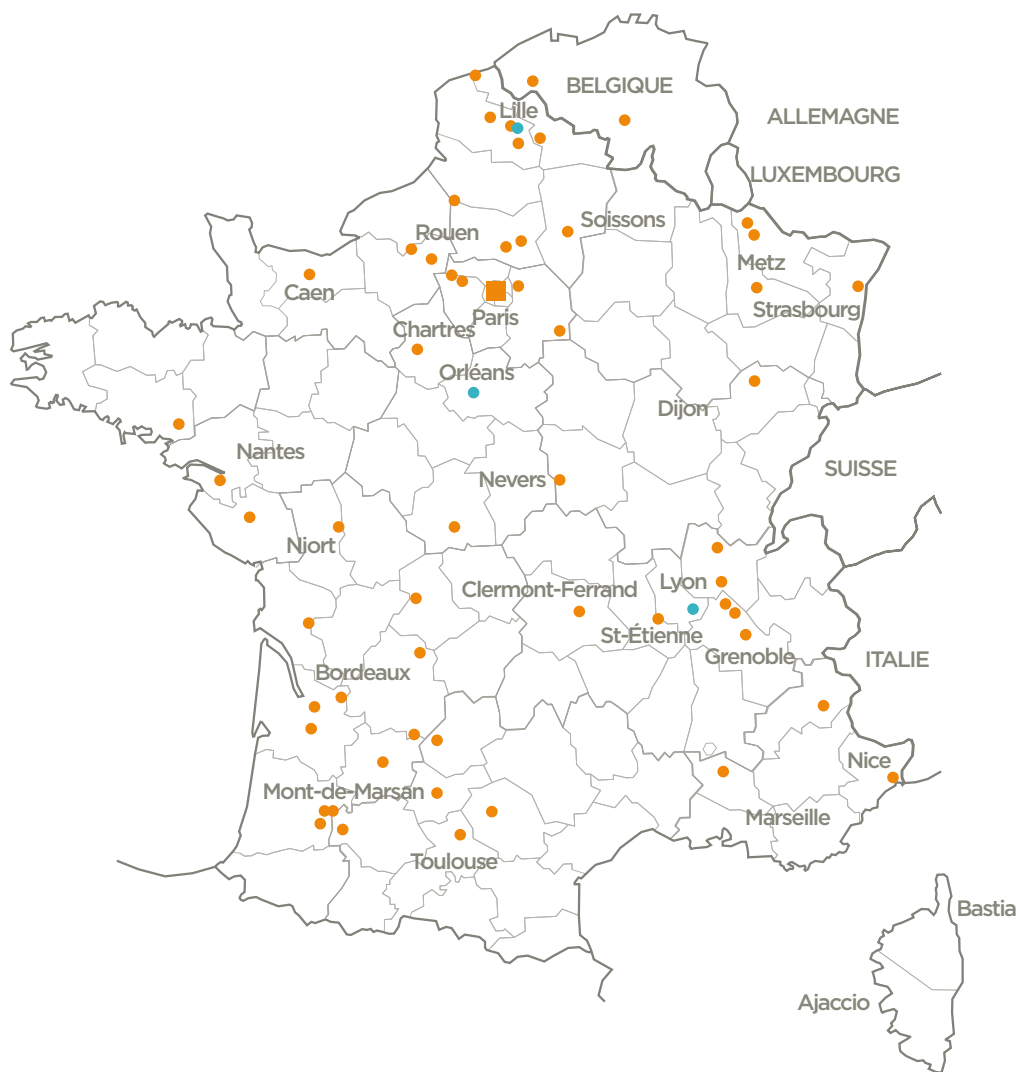 BELGIQUE
Lille
ALLEMAGNE
LUXEMBOURG
Soissons
Rouen
Metz
Caen
Strasbourg
Paris
Chartres
Orléans
Dijon
Nantes
SUISSE
Nevers
Niort
Clermont-Ferrand
Lyon
St-Étienne
Grenoble
ITALIE
Bordeaux
Nice
Mont-de-Marsan
Marseille
Toulouse
Bastia
Ajaccio